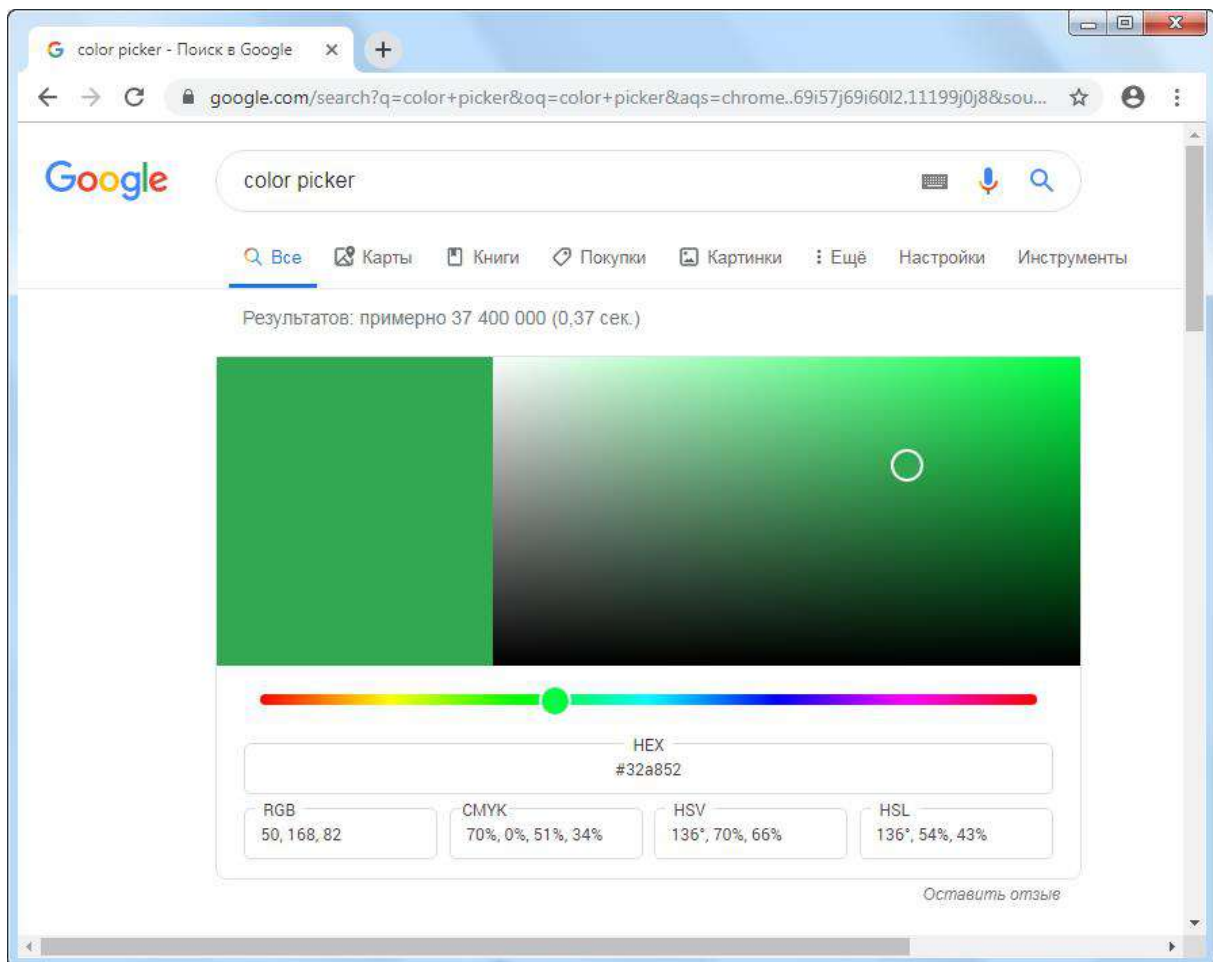 color picker - Поиск в Google
google.com/search?q=color+picker&oq=color+picker&aqs=chrome..69i57j69i60l2.11199j0j8&sou...
Google
color picker
Все Карты Книги Покупки Картинки Ещё Настройки Инструменты
Результатов: примерно 37 400 000 (0,37 сек.)
HEX
#32a852
RGB CMYK HSV HSL
50, 168, 82 70%, 0%, 51%, 34% 136°, 70%, 66% 136°, 54%, 43%
Оставить отзыв